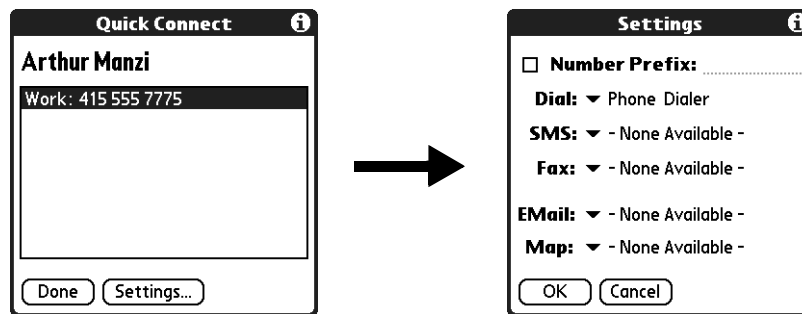 Quick Connect
Arthur Manzi
Work: 415 555 7775
Done
Settings...
Settings
Number Prefix:
Dial: Phone Dialer
SMS: - None Available -
Fax: - None Available -
EMail: - None Available -
Map: - None Available -
OK
Cancel